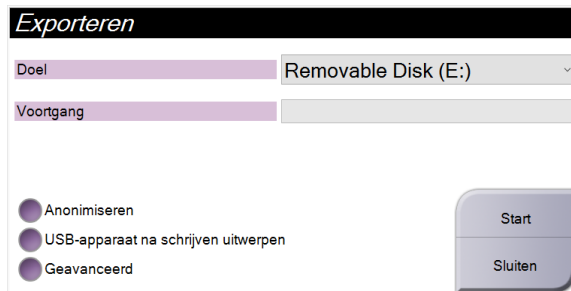 Exporteren
Doel
Removable Disk (E:)
Voortgang
Anonimiseren
USB-apparaat na schrijven uitwerpen
Geavanceerd
Start
Sluiten